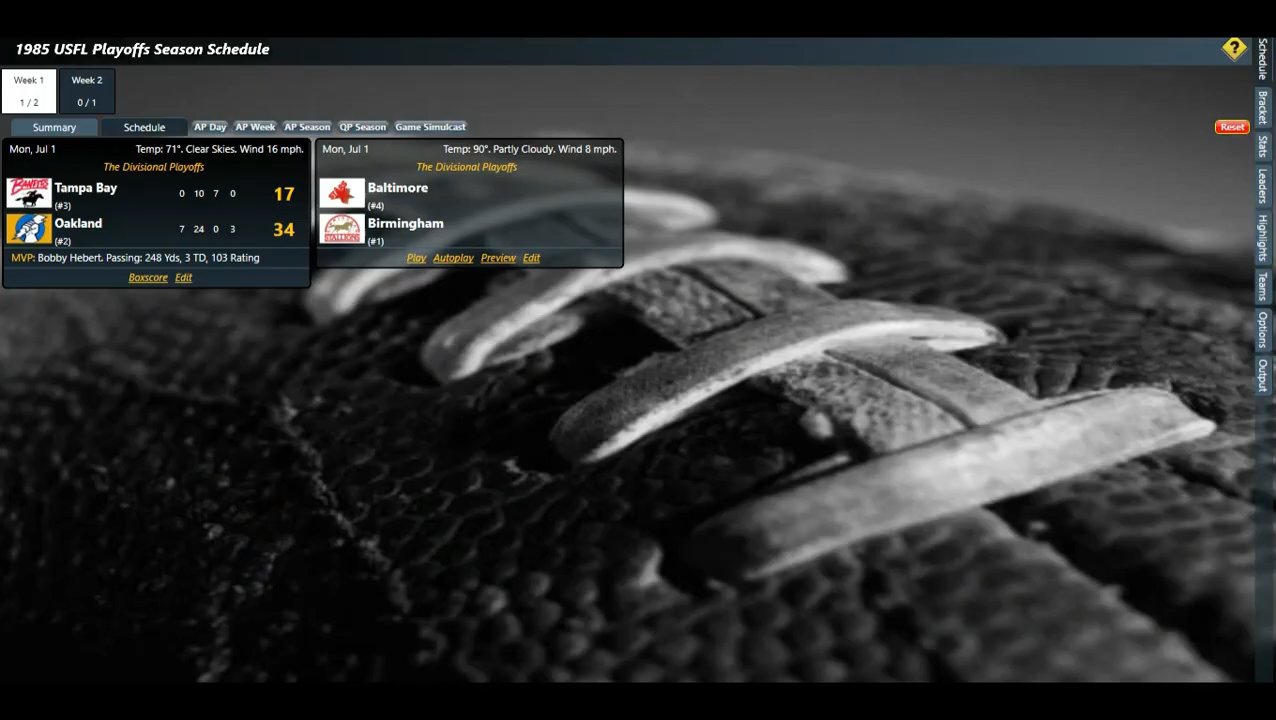 1985 USFL Playoffs Season Schedule
?
Week 1
1 / 2
Week 2
0 / 1
Summary
Schedule
AP Day
AP Week
AP Season
QP Season
Game Simulcast
Reset
Mon, Jul 1
Temp: 71°. Clear Skies. Wind 16 mph.
The Divisional Playoffs
BANDITS
Tampa Bay
0 10 7 0
17
(#3)
Oakland
7 24 0 3
34
(#2)
MVP: Bobby Hebert. Passing: 248 Yds, 3 TD, 103 Rating
Boxscore
Edit
Mon, Jul 1
Temp: 90°. Partly Cloudy. Wind 8 mph.
The Divisional Playoffs
Baltimore
(#4)
STALLIONS
Birmingham
(#1)
Play
Autoplay
Preview
Edit
Schedule
Bracket
Stats
Leaders
Highlights
Teams
Options
Output